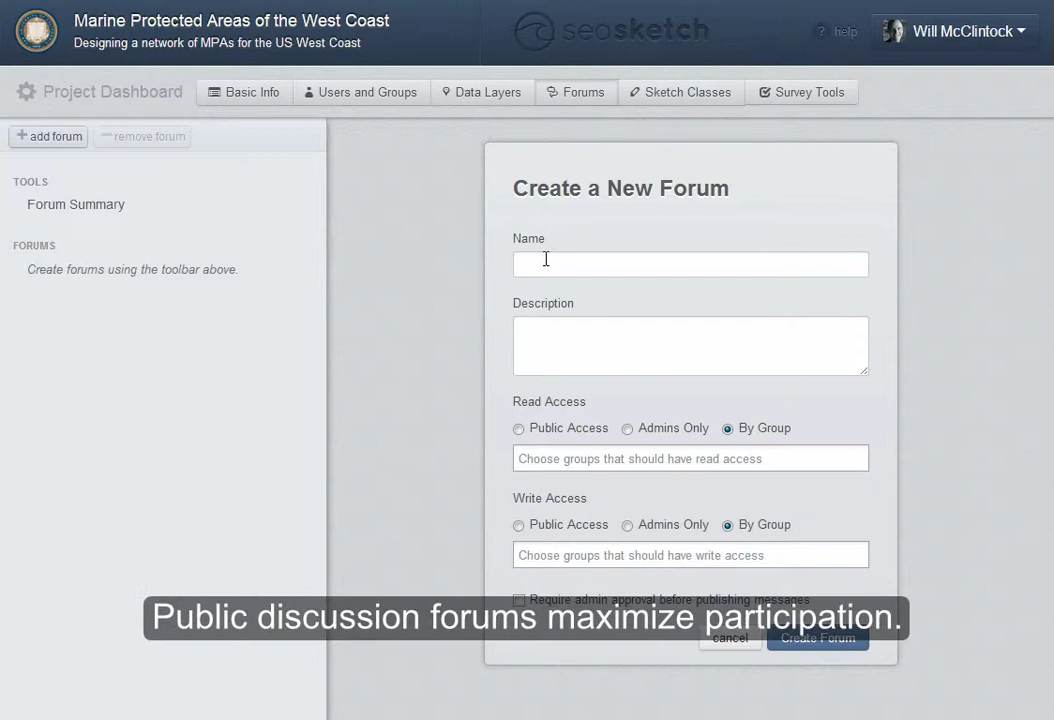 Marine Protected Areas of the West Coast
Designing a network of MPAs for the US West Coast
seasketch
? help
Will McClintock
Project Dashboard
Basic Info
Users and Groups
Data Layers
Forums
Sketch Classes
Survey Tools
+ add forum
− remove forum
TOOLS
Forum Summary
FORUMS
Create forums using the toolbar above.
Create a New Forum
Name
Description
Read Access
Public Access
Admins Only
By Group
Choose groups that should have read access
Write Access
Public Access
Admins Only
By Group
Choose groups that should have write access
Require admin approval before publishing messages
Public discussion forums maximize participation.
cancel
Create Forum